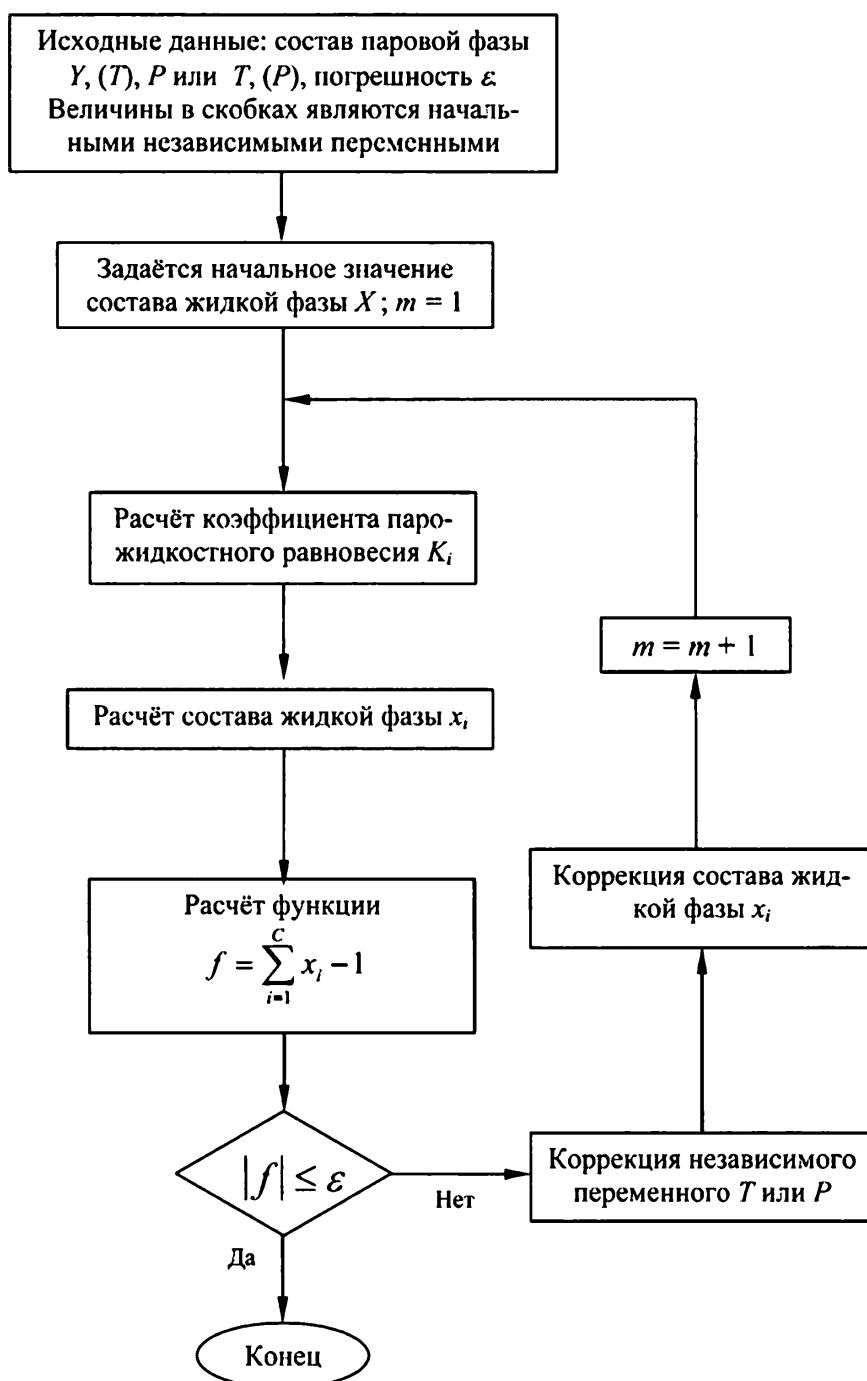 Исходные данные: состав паровой фазы
Y, (T), P или T, (P), погрешность ε
Величины в скобках являются началь-
ными независимыми переменными
Задаётся начальное значение
состава жидкой фазы X; m = 1
Расчёт коэффициента паро-
жидкостного равновесия Kᵢ
Расчёт состава жидкой фазы xᵢ
Расчёт функции
f = ∑ᵢ₌₁ᶜ xᵢ − 1
|f| ≤ ε
Нет
Да
Конец
Коррекция независимого
переменного T или P
Коррекция состава жид-
кой фазы xᵢ
m = m + 1